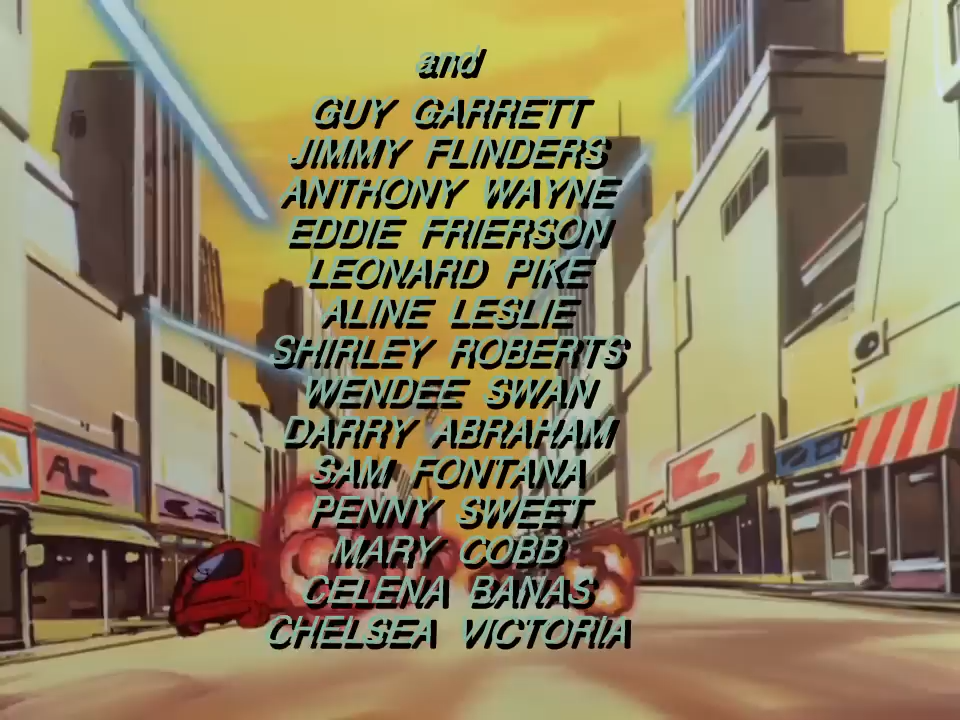 and
GUY GARRETT
JIMMY FLINDERS
ANTHONY WAYNE
EDDIE FRIERSON
LEONARD PIKE
ALINE LESLIE
SHIRLEY ROBERTS
WENDEE SWAN
DARRY ABRAHAM
SAM FONTANA
PENNY SWEET
MARY COBB
CELENA BANAS
CHELSEA VICTORIA